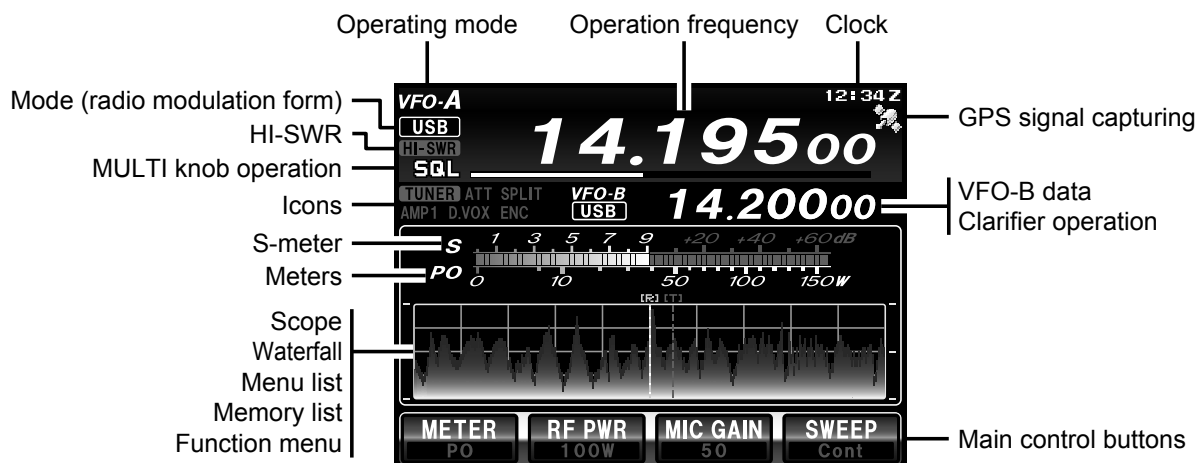 Operating mode
Operation frequency
Clock
Mode (radio modulation form)
HI-SWR
MULTI knob operation
Icons
S-meter
Meters
Scope
Waterfall
Menu list
Memory list
Function menu
VFO-A
12:34Z
USB
14.19500
HI-SWR
SQL
TUNER ATT SPLIT
AMP1 D.VOX ENC
VFO-B
USB
14.20000
S 1 3 5 7 9 +20 +40 +60dB
PO 0 10 50 100 150W
[R] [T]
METER RF PWR MIC GAIN SWEEP
PO 100W 50 Cont
GPS signal capturing
VFO-B data
Clarifier operation
Main control buttons